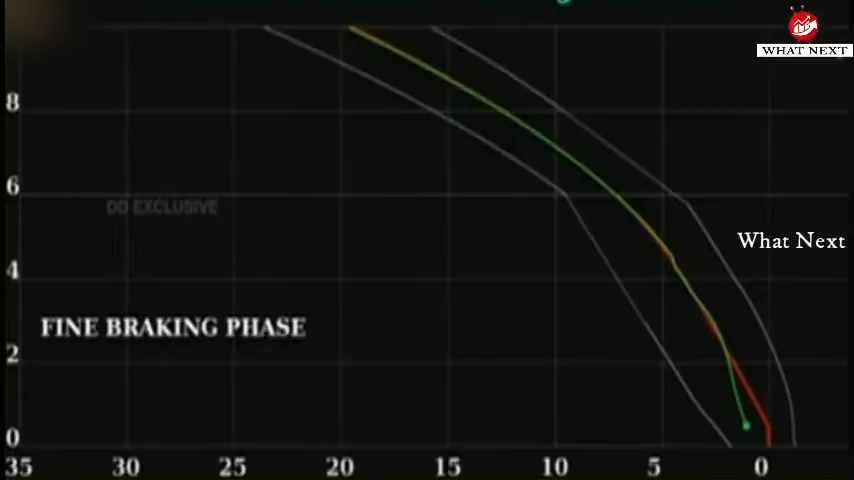 WHAT NEXT
8
6
DD EXCLUSIVE
What Next
4
FINE BRAKING PHASE
2
0
35 30 25 20 15 10 5 0